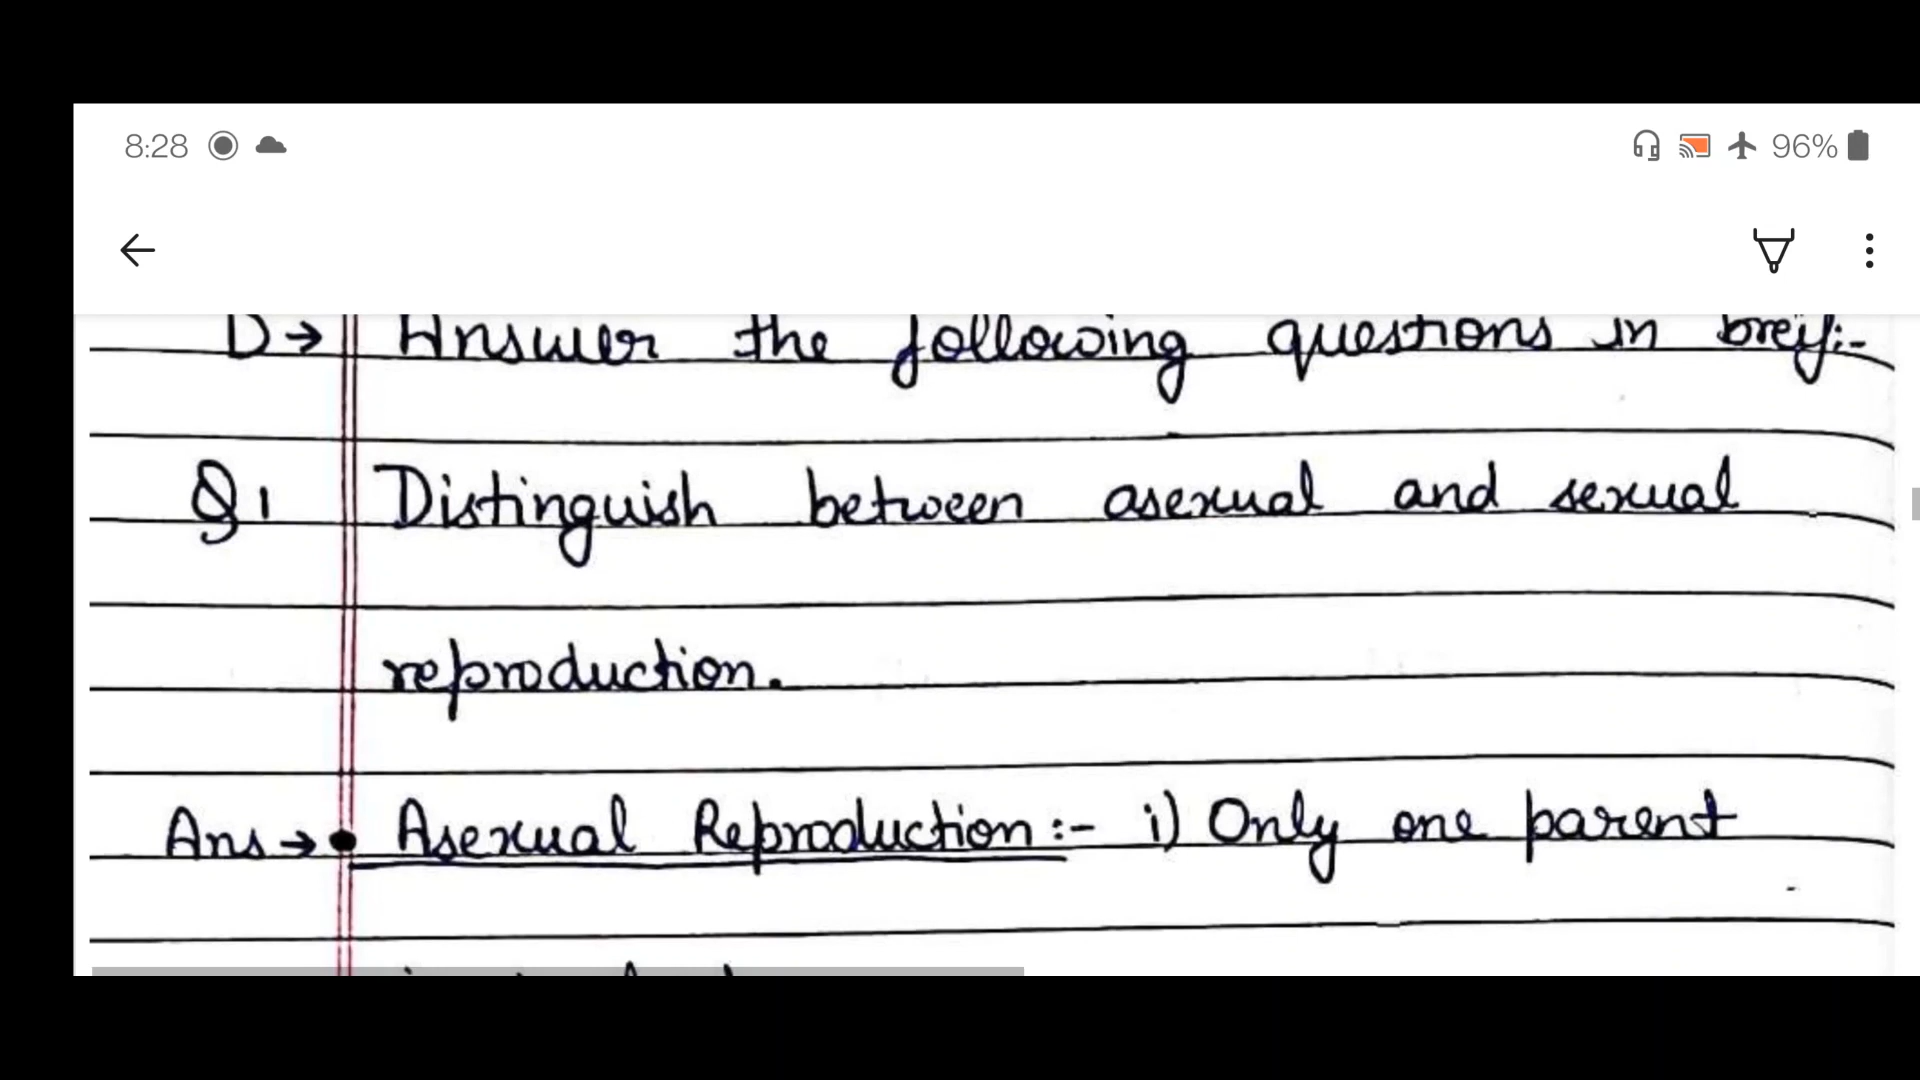 8:28 96%
D→ Answer the following questions in breif:-
Q1 Distinguish between asexual and sexual
reproduction.
Ans → • Asexual Reproduction :- i) Only one parent